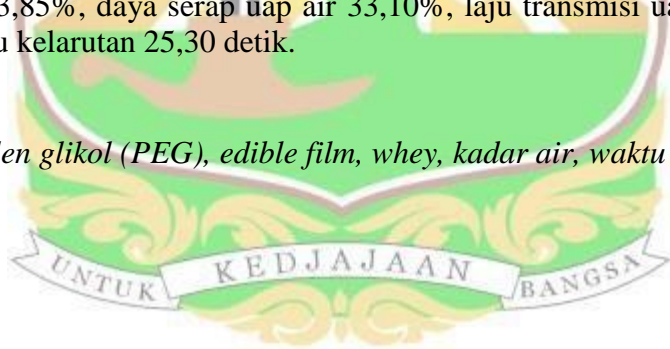 3,85%, daya serap uap air 33,10%, laju transmisi ua
kelarutan 25,30 detik.
en glikol (PEG), edible film, whey, kadar air, waktu
UNTUK KEDJAJAAN BANGSA